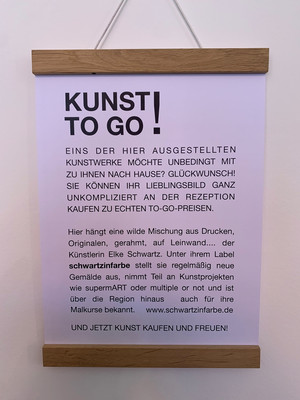 KUNST
TO GO!
EINS DER HIER AUSGESTELLTEN
KUNSTWERKE MÖCHTE UNBEDINGT MIT
ZU IHNEN NACH HAUSE? GLÜCKWUNSCH!
SIE KÖNNEN IHR LIEBLINGSBILD GANZ
UNKOMPLIZIERT AN DER REZEPTION
KAUFEN ZU ECHTEN TO-GO-PREISEN.
Hier hängt eine wilde Mischung aus Drucken,
Originalen, gerahmt, auf Leinwand.... der
Künstlerin Elke Schwartz. Unter ihrem Label
schwartzinfarbe stellt sie regelmäßig neue
Gemälde aus, nimmt Teil an Kunstprojekten
wie supermART oder multiple or not und ist
über die Region hinaus auch für ihre
Malkurse bekannt. www.schwartzinfarbe.de
UND JETZT KUNST KAUFEN UND FREUEN!